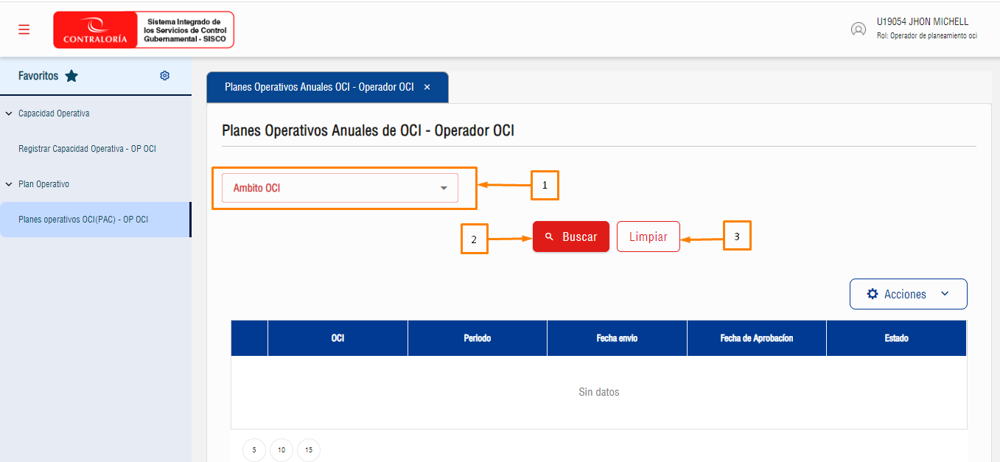 CONTRALORÍA
Sistema Integrado de
los Servicios de Control
Gubernamental - SISCO
U19054 JHON MICHELL
Rol: Operador de planeamiento oci
Favoritos
Capacidad Operativa
Registrar Capacidad Operativa - OP OCI
Plan Operativo
Planes operativos OCI(PAC) - OP OCI
Planes Operativos Anuales OCI - Operador OCI ×
Planes Operativos Anuales de OCI - Operador OCI
Ambito OCI
1
2
Buscar
Limpiar
3
Acciones
OCI Periodo Fecha envio Fecha de Aprobacíon Estado
Sin datos
5 10 15